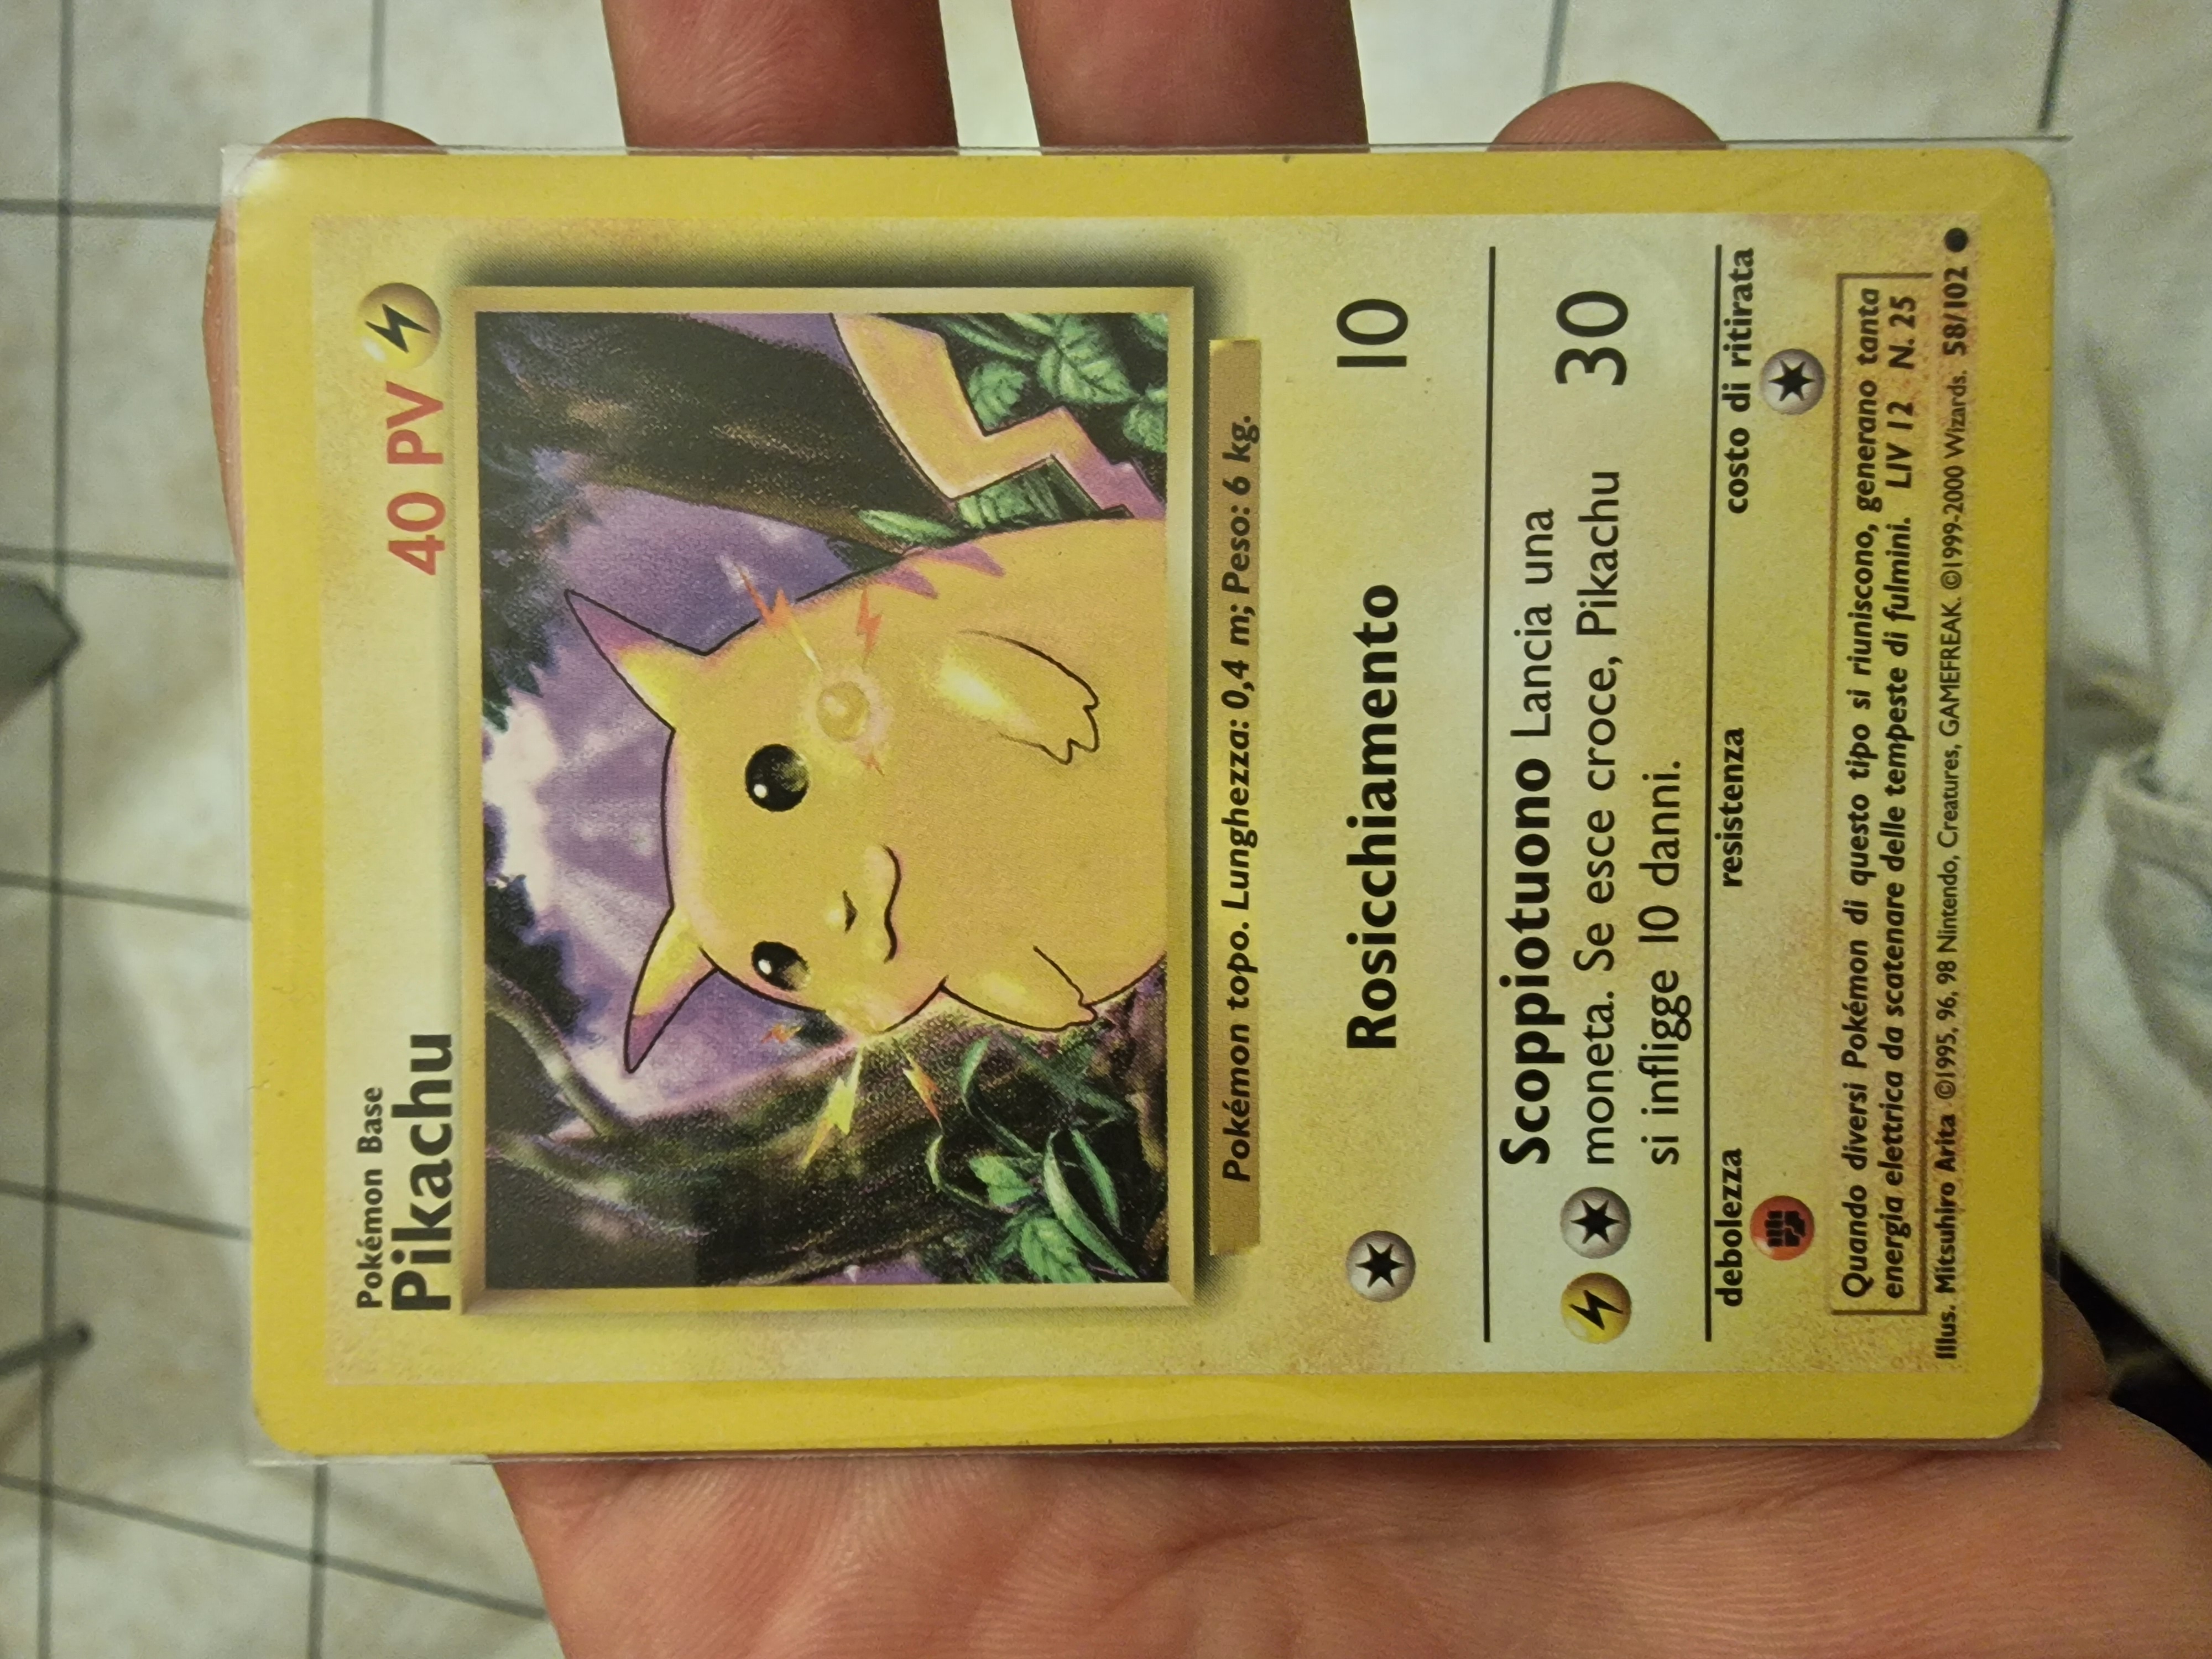 Pokémon Base
Pikachu
40 PV
Pokémon topo. Lunghezza: 0,4 m; Peso: 6 kg.
Rosicchiamento 10
Scoppiotuono Lancia una
moneta. Se esce croce, Pikachu
si infligge 10 danni.
30
debolezza resistenza costo di ritirata
Quando diversi Pokémon di questo tipo si riuniscono, generano tanta
energia elettrica da scatenare delle tempeste di fulmini. LIV 12 N. 25
Illus. Mitsuhiro Arita ©1995, 96, 98 Nintendo, Creatures, GAMEFREAK. ©1999-2000 Wizards. 58/102